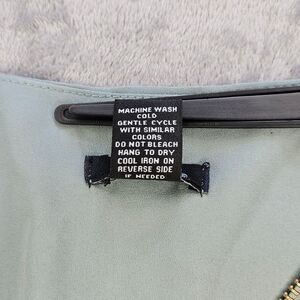 MACHINE WASH
COLD
GENTLE CYCLE
WITH SIMILAR
COLORS
DO NOT BLEACH
HANG TO DRY
COOL IRON ON
REVERSE SIDE
IF NEEDED